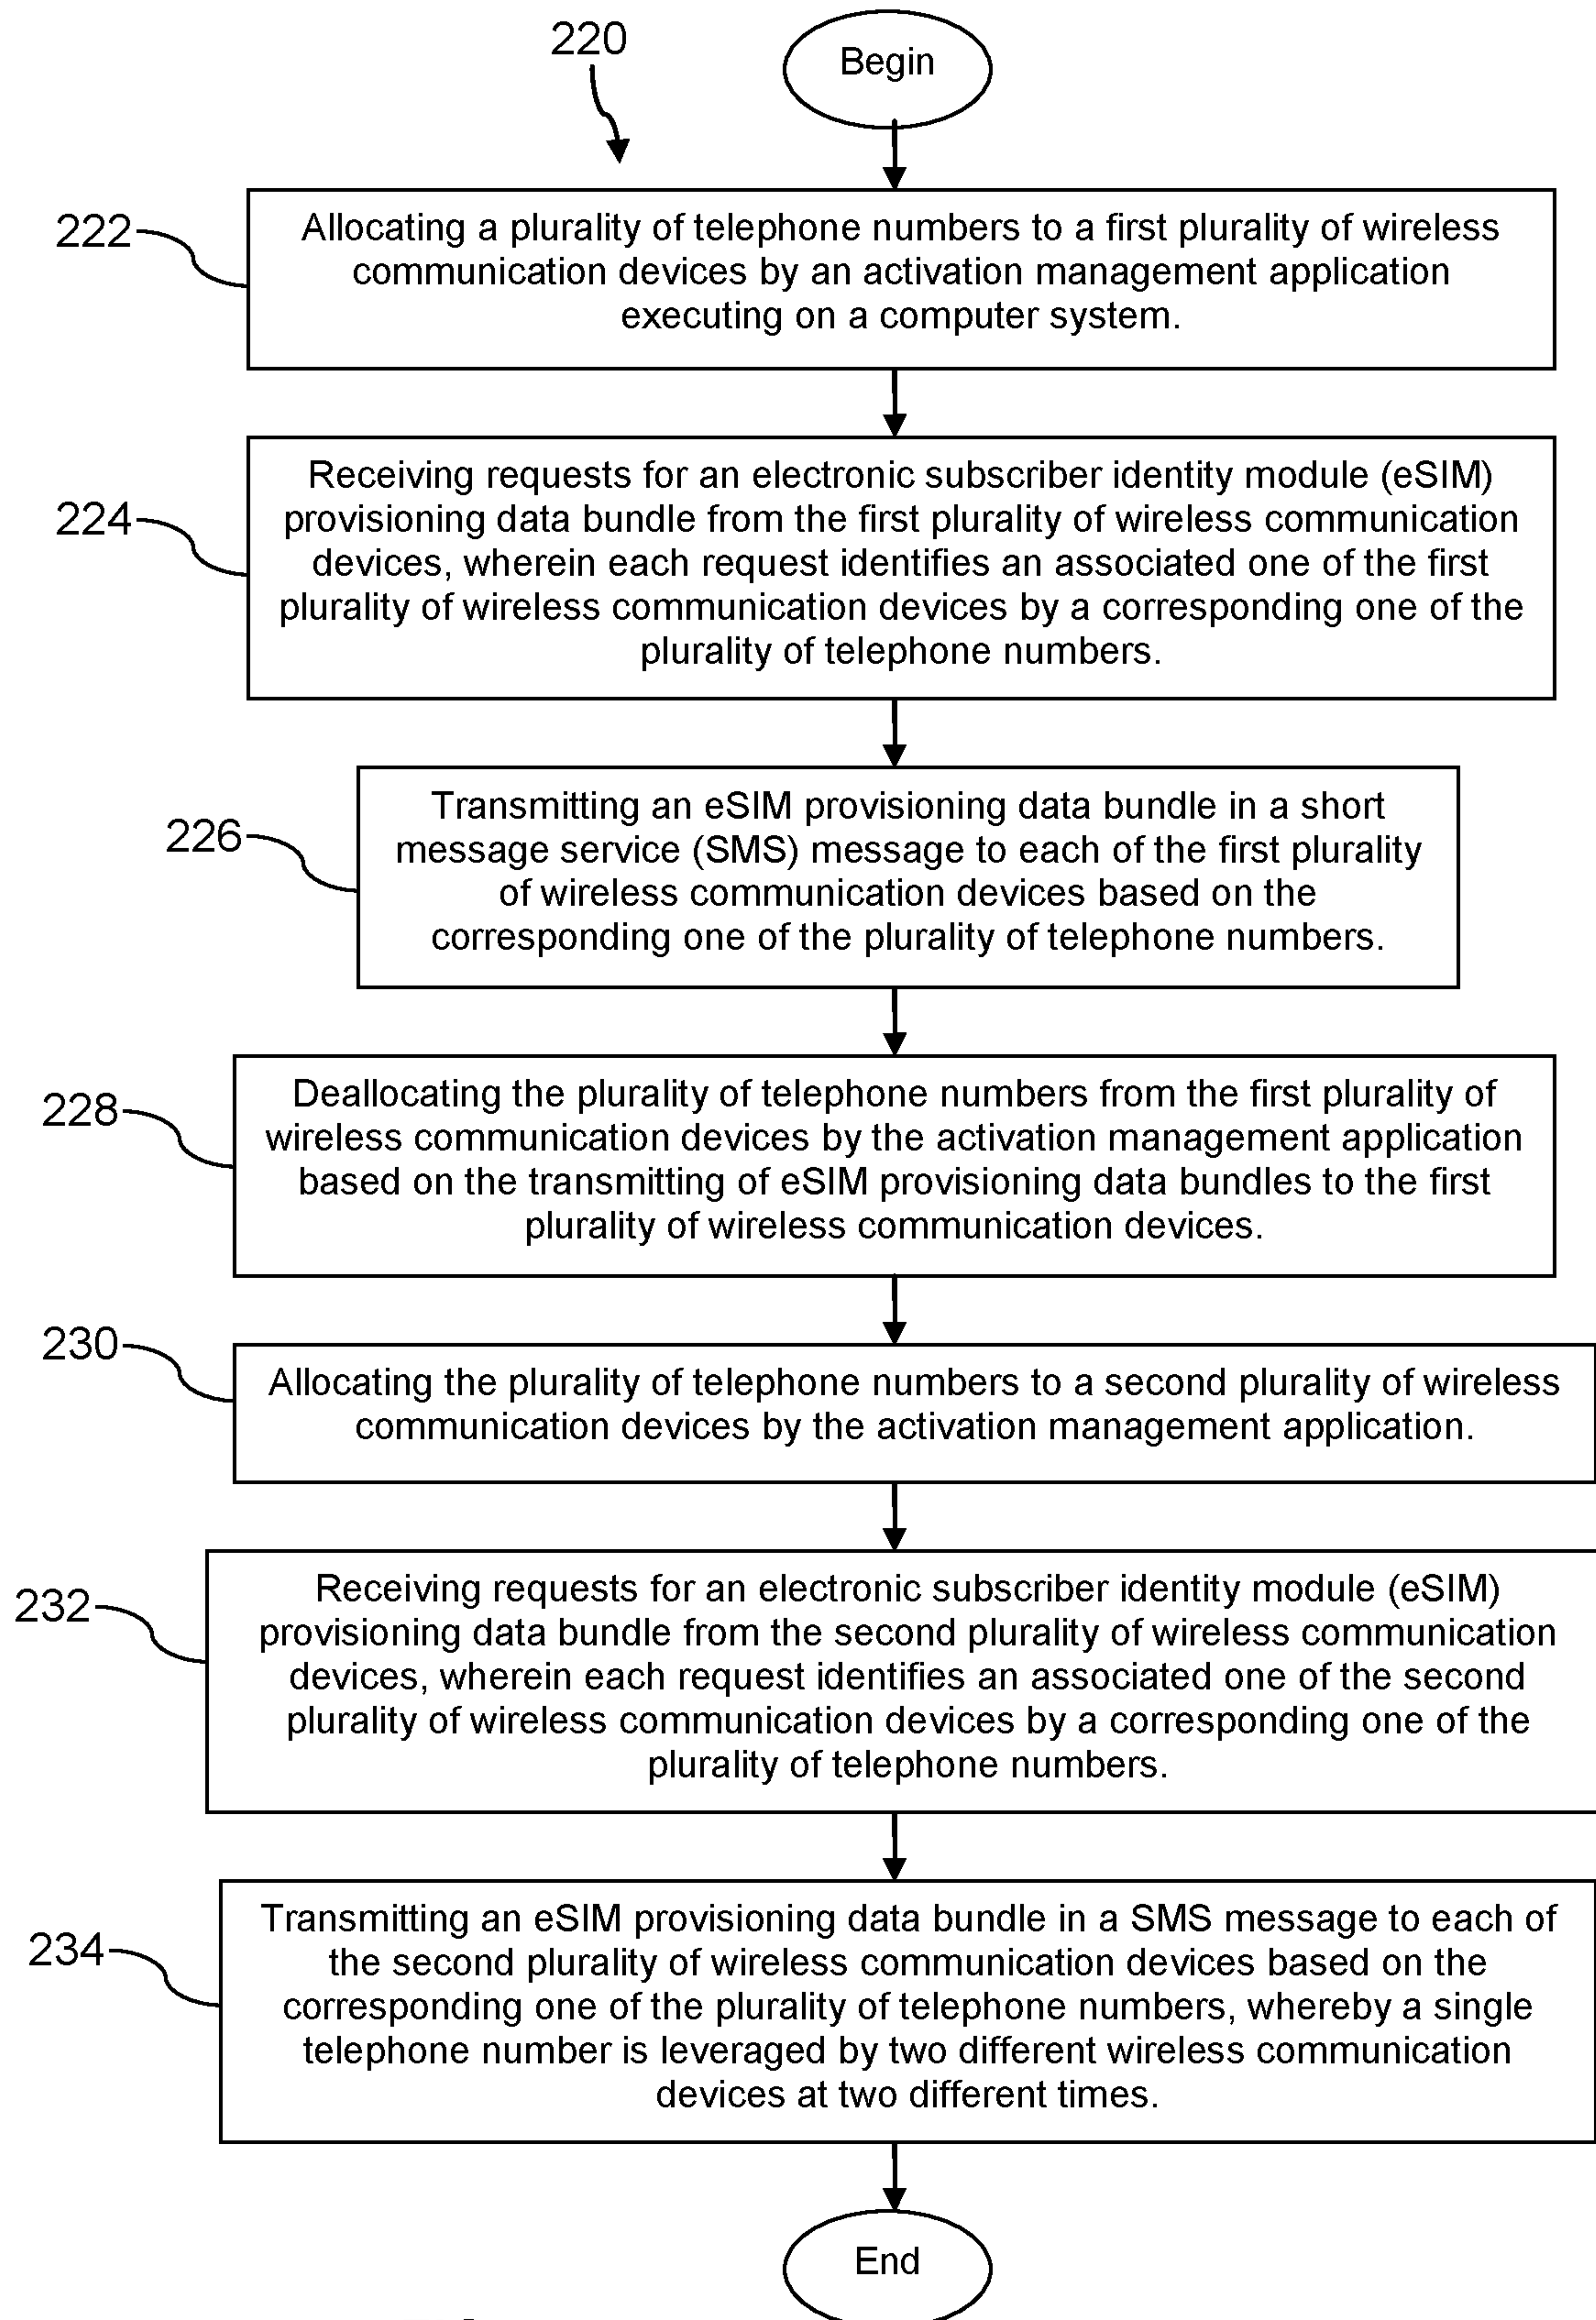 220
Begin
222
Allocating a plurality of telephone numbers to a first plurality of wireless
communication devices by an activation management application
executing on a computer system.
224
Receiving requests for an electronic subscriber identity module (eSIM)
provisioning data bundle from the first plurality of wireless communication
devices, wherein each request identifies an associated one of the first
plurality of wireless communication devices by a corresponding one of the
plurality of telephone numbers.
226
Transmitting an eSIM provisioning data bundle in a short
message service (SMS) message to each of the first plurality
of wireless communication devices based on the
corresponding one of the plurality of telephone numbers.
228
Deallocating the plurality of telephone numbers from the first plurality of
wireless communication devices by the activation management application
based on the transmitting of eSIM provisioning data bundles to the first
plurality of wireless communication devices.
230
Allocating the plurality of telephone numbers to a second plurality of wireless
communication devices by the activation management application.
232
Receiving requests for an electronic subscriber identity module (eSIM)
provisioning data bundle from the second plurality of wireless communication
devices, wherein each request identifies an associated one of the second
plurality of wireless communication devices by a corresponding one of the
plurality of telephone numbers.
234
Transmitting an eSIM provisioning data bundle in a SMS message to each of
the second plurality of wireless communication devices based on the
corresponding one of the plurality of telephone numbers, whereby a single
telephone number is leveraged by two different wireless communication
devices at two different times.
End